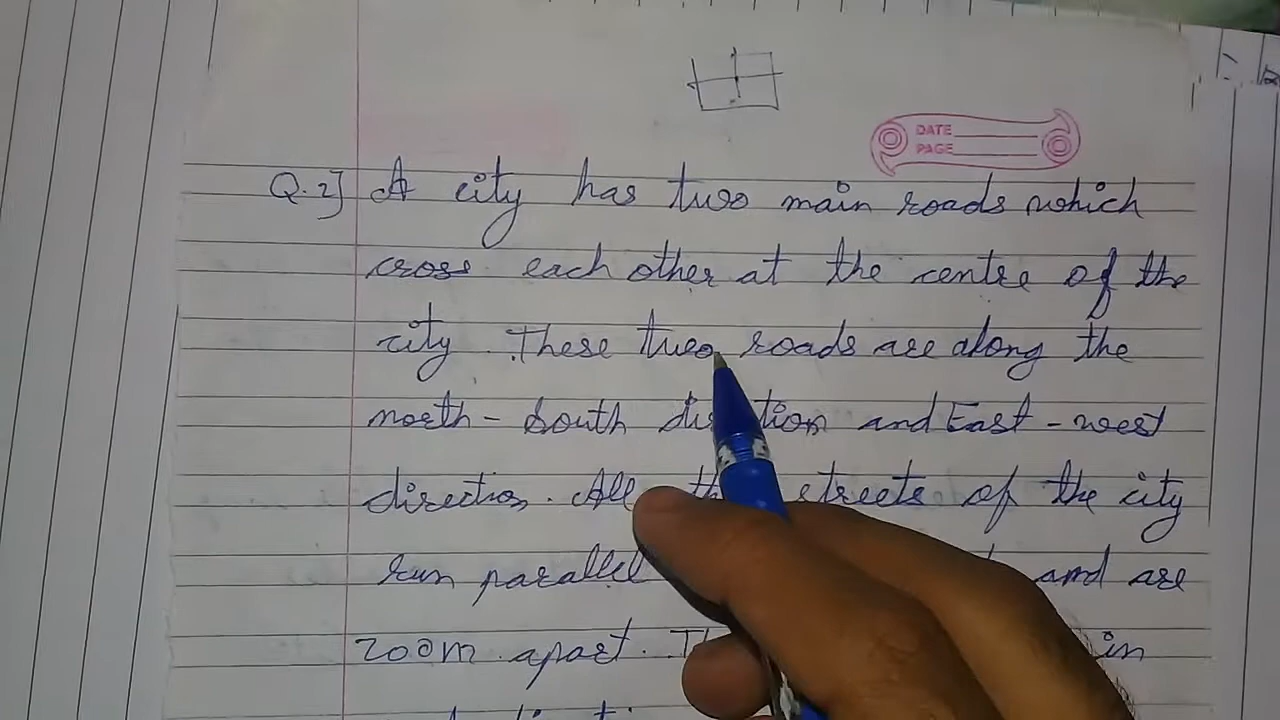 DATE
PAGE
Q.2] A city has two main roads which
cross each other at the centre of the
city. These two roads are along the
north - South direction and East - west
direction. All the streets of the city
run parallel and are
200m apart. in